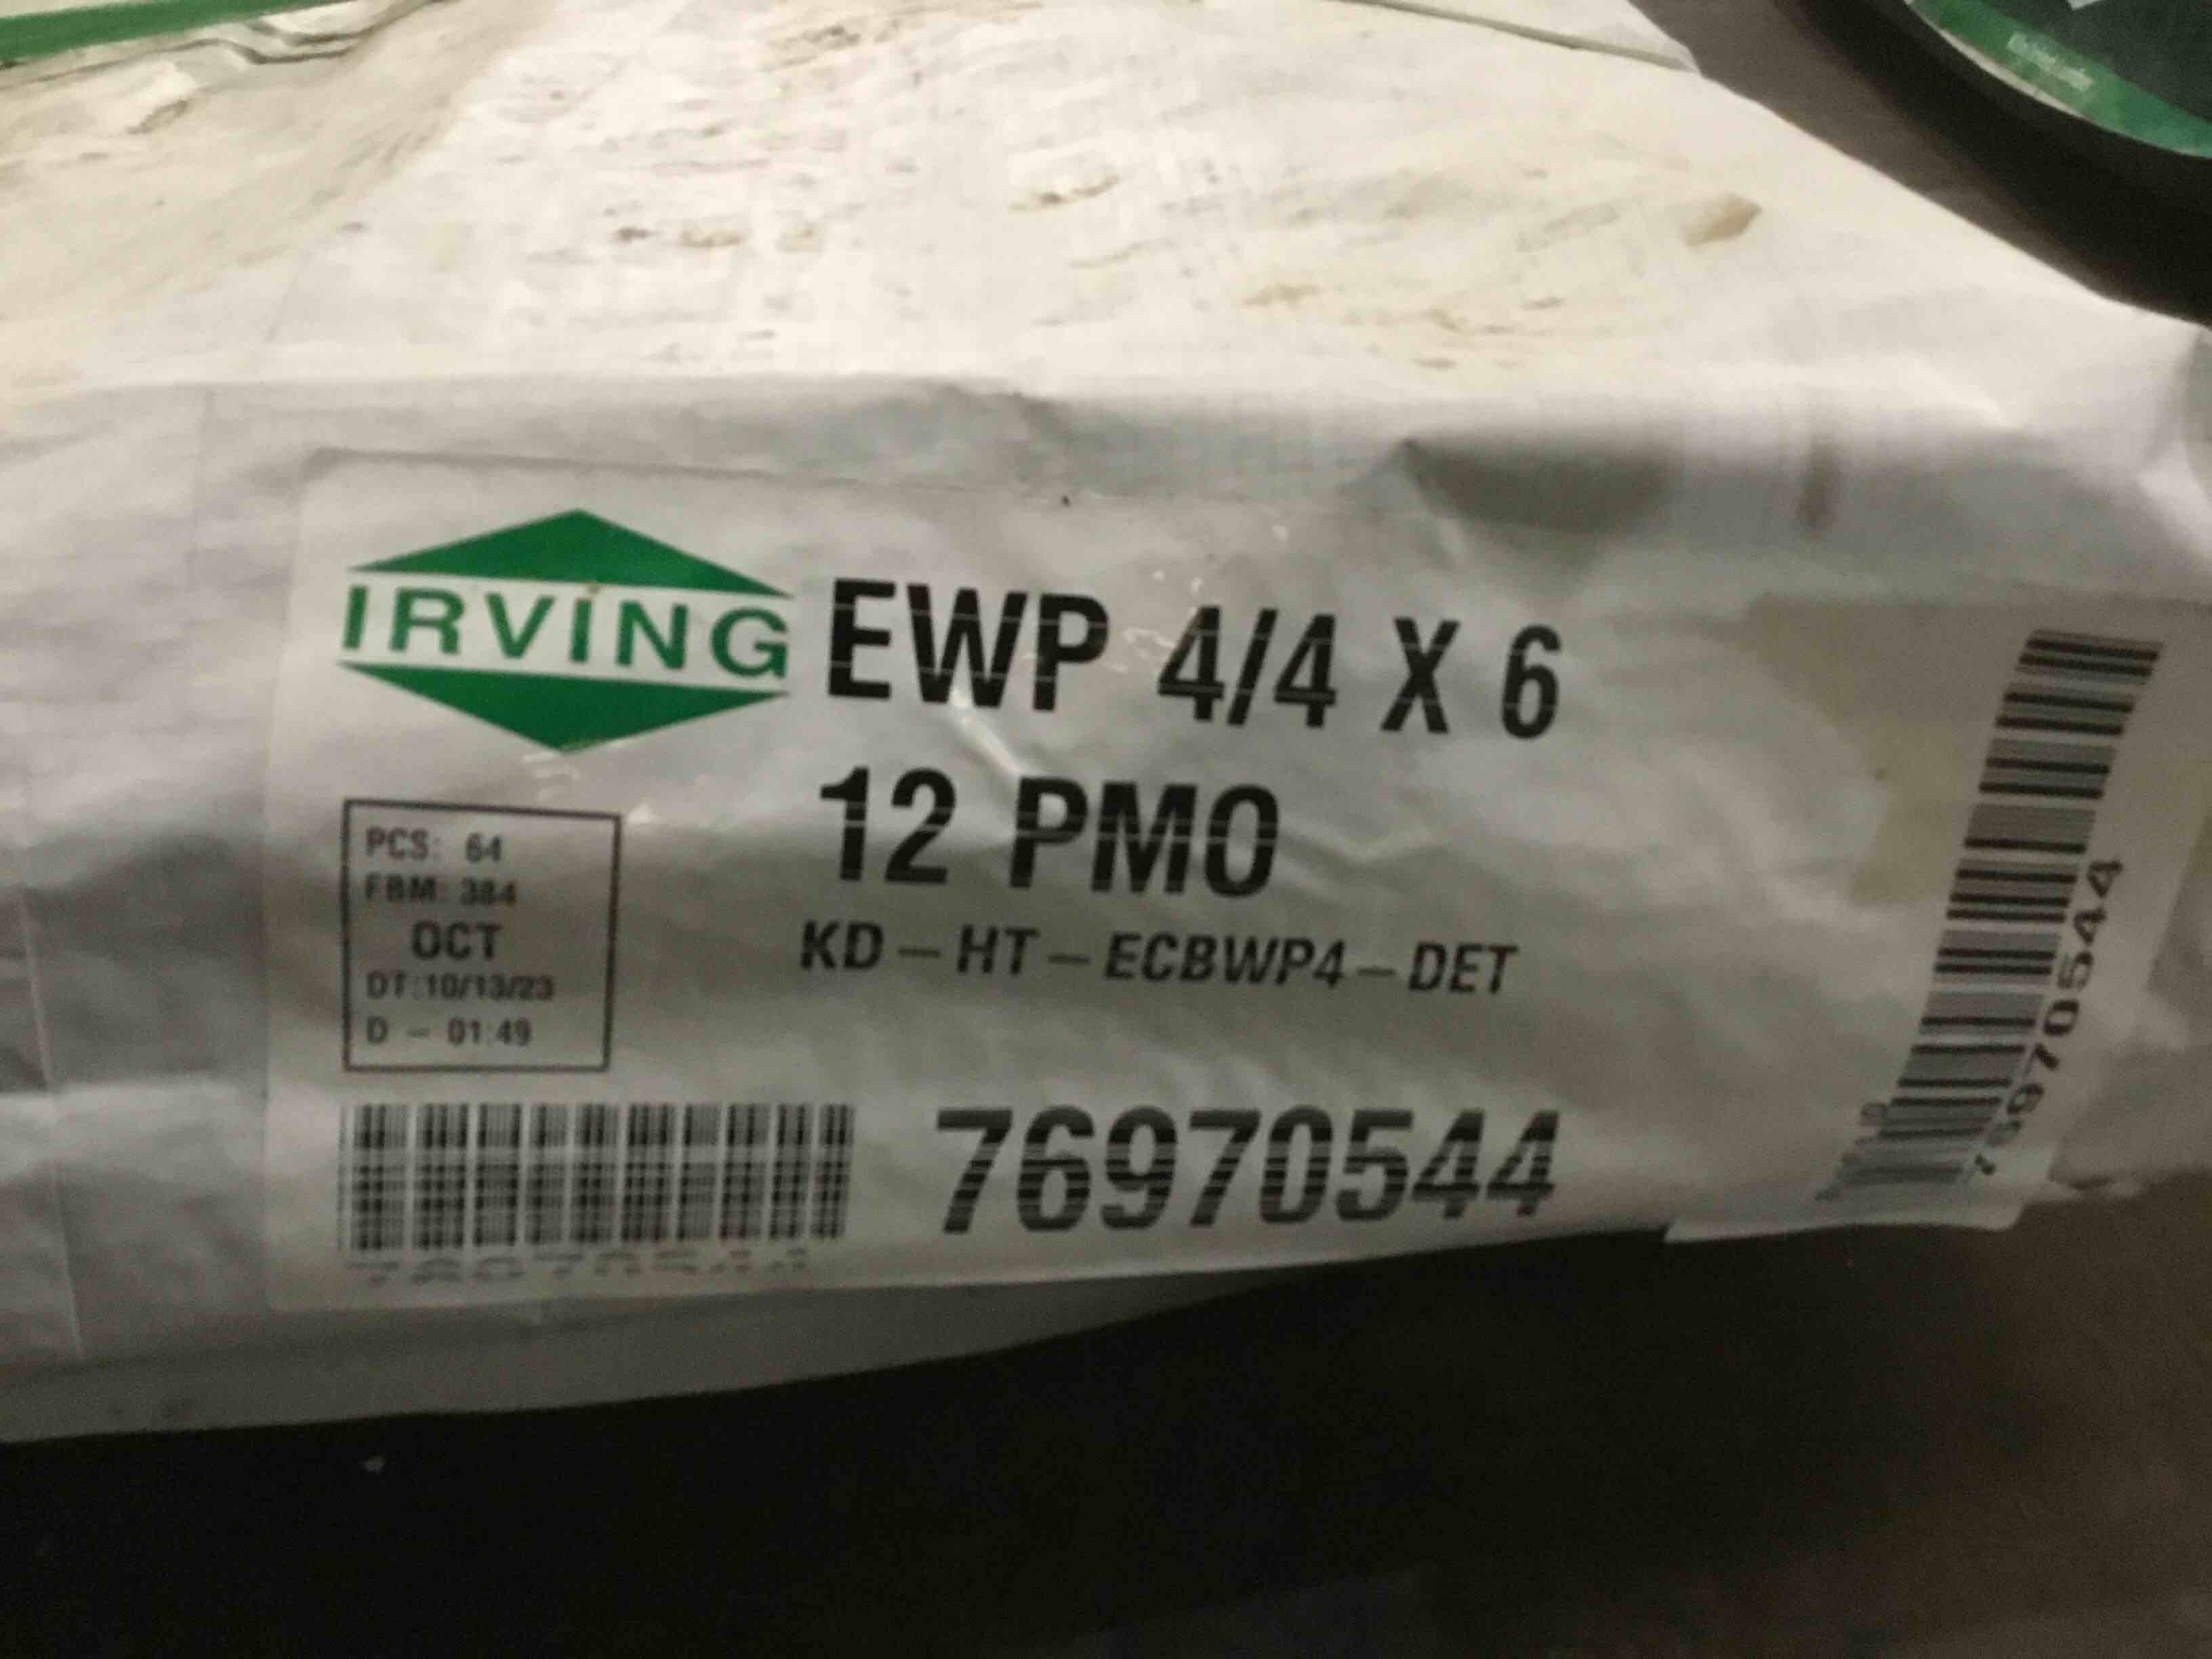 IRVING
EWP 4/4 X 6
12 PMO
KD - HT - ECBWP4 - DET
PCS: 64
FBM: 384
OCT
DT:10/13/23
D - 01:49
76970544
76970544
76970544